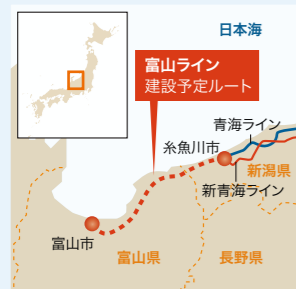 日本海
富山ライン
建設予定ルート
青海ライン
糸魚川市
新潟県
新青海ライン
富山市
富山県
長野県